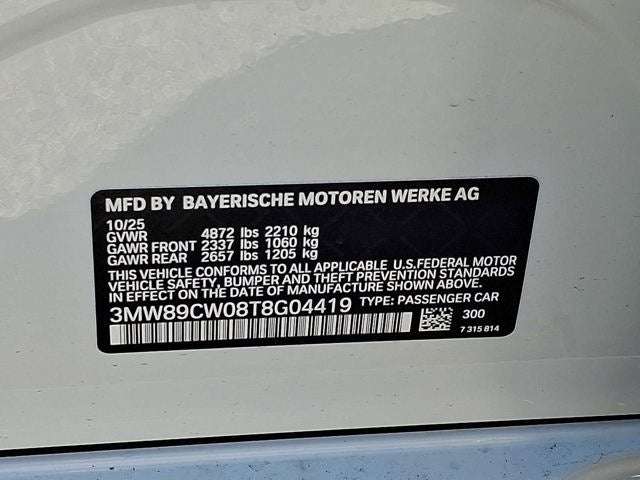 MFD BY BAYERISCHE MOTOREN WERKE AG
10/25
GVWR 4872 lbs 2210 kg
GAWR FRONT 2337 lbs 1060 kg
GAWR REAR 2657 lbs 1205 kg
THIS VEHICLE CONFORMS TO ALL APPLICABLE U.S.FEDERAL MOTOR
VEHICLE SAFETY, BUMPER, AND THEFT PREVENTION STANDARDS
IN EFFECT ON THE DATE OF MANUFACTURE SHOWN ABOVE.
3MW89CW08T8G04419 TYPE: PASSENGER CAR
300
7 315 814